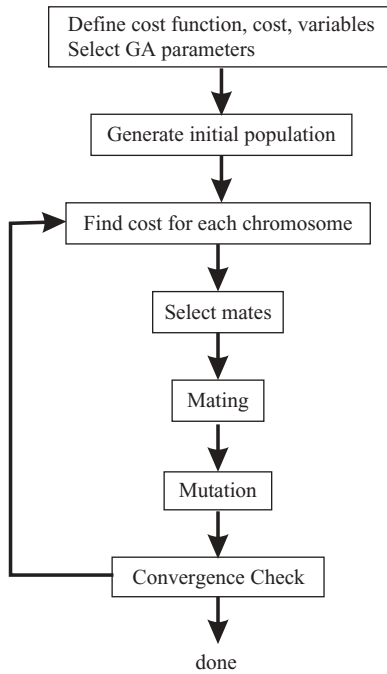 Define cost function, cost, variables
Select GA parameters
Generate initial population
Find cost for each chromosome
Select mates
Mating
Mutation
Convergence Check
done